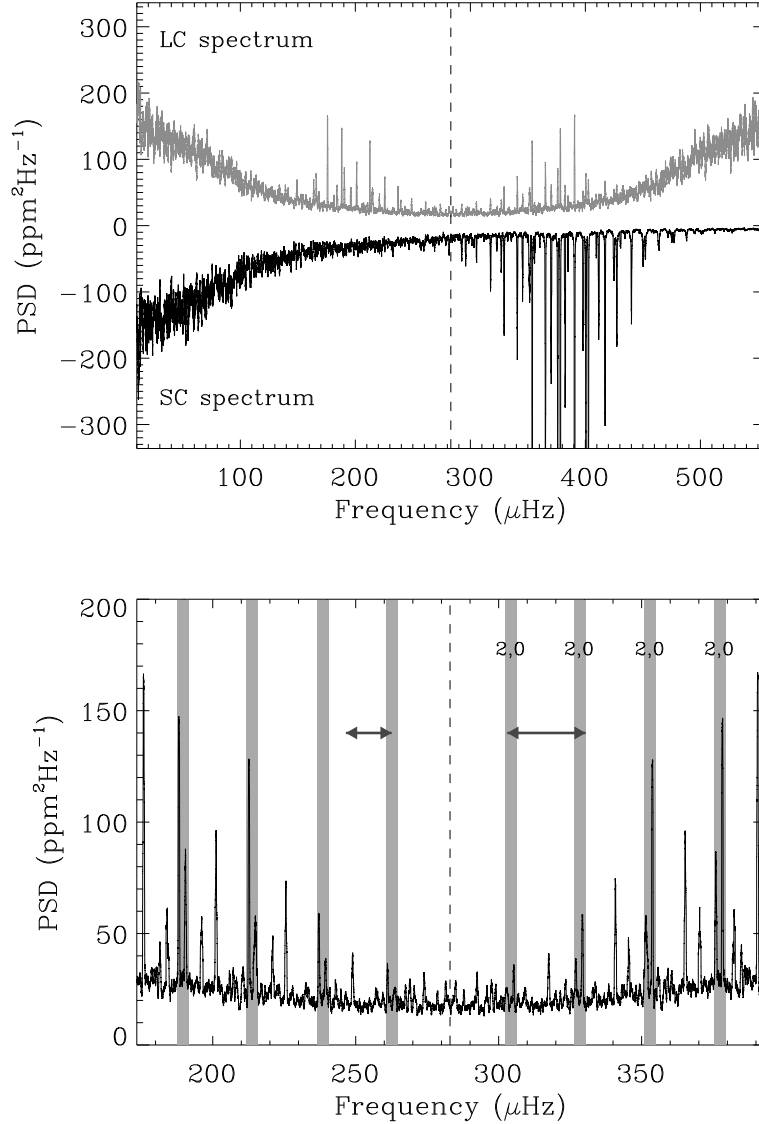 LC spectrum
300
200
100
0
−100
−200
−300
PSD (ppm²Hz⁻¹)
SC spectrum
100 200 300 400 500
Frequency (μHz)
200
150
100
50
0
PSD (ppm²Hz⁻¹)
2,0 2,0 2,0 2,0
200 250 300 350
Frequency (μHz)